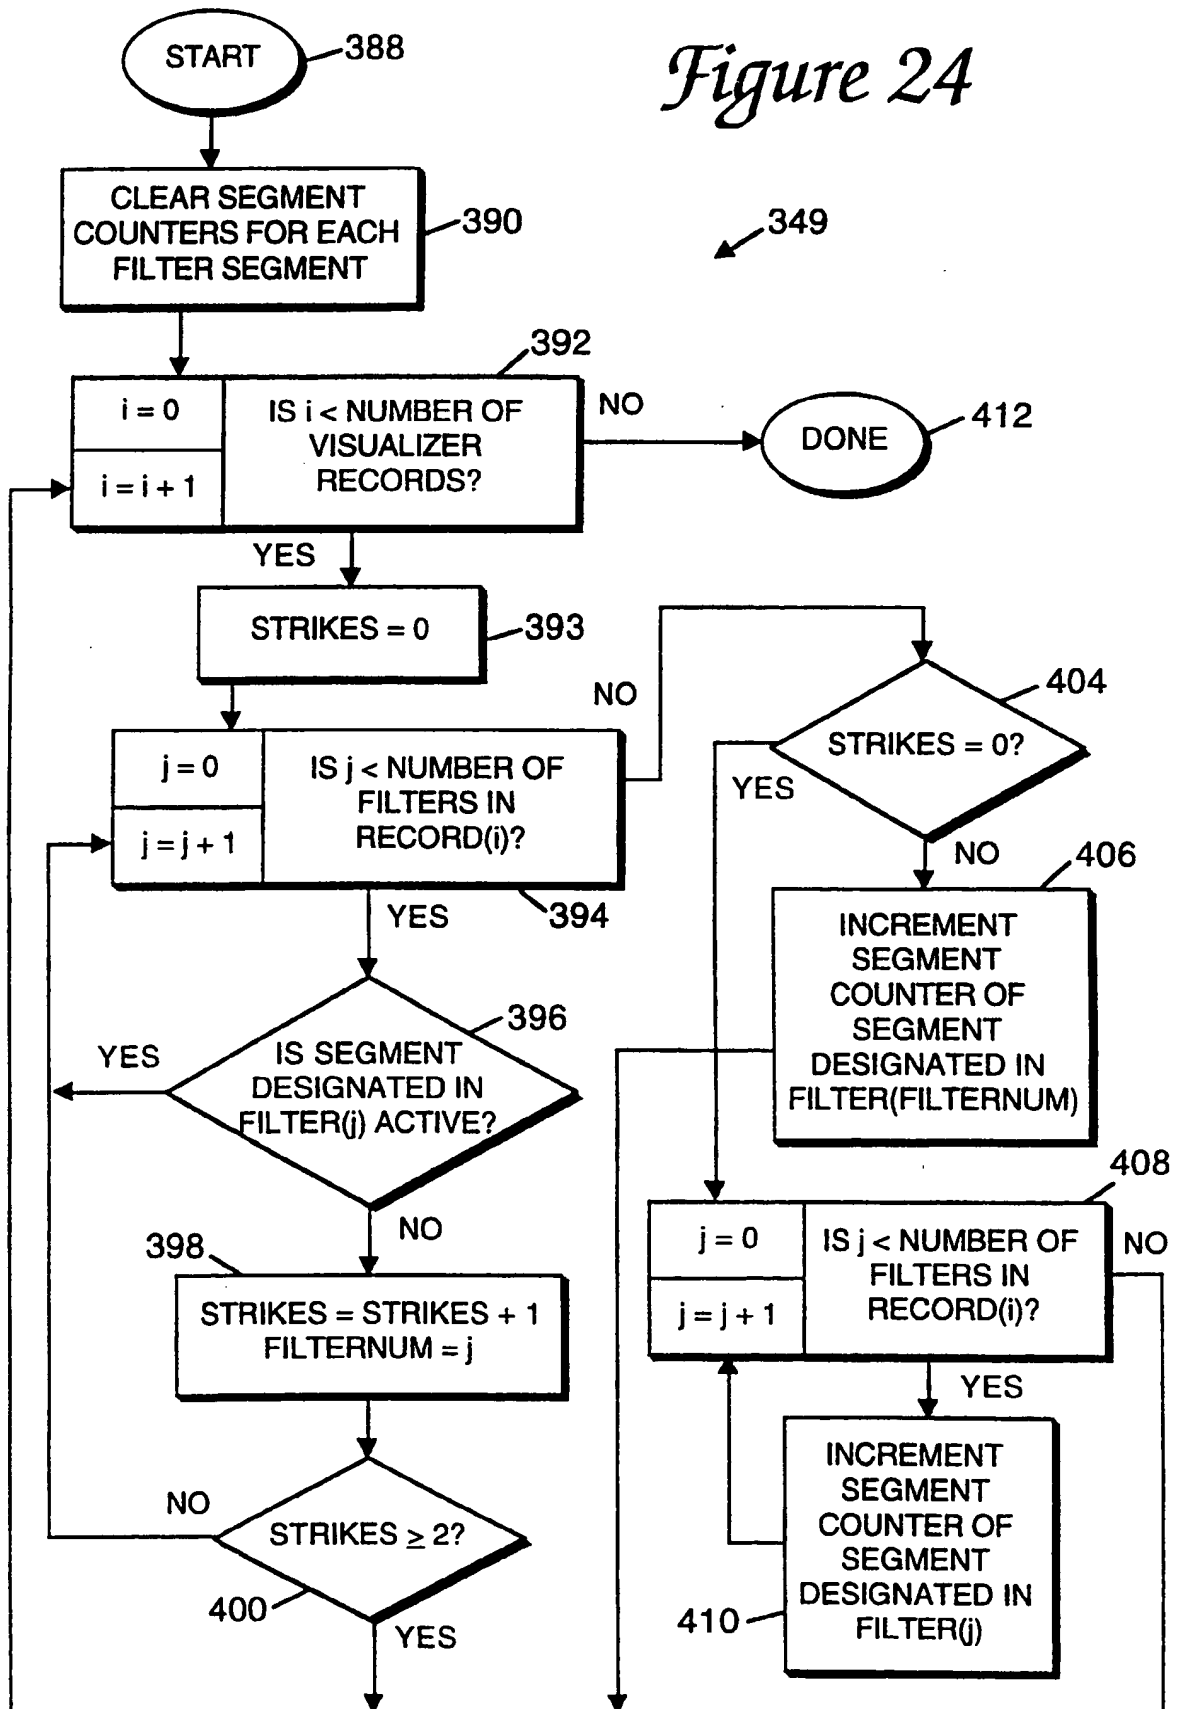 Figure 24
START
388
CLEAR SEGMENT
COUNTERS FOR EACH
FILTER SEGMENT
390
349
392
i = 0
i = i + 1
IS i < NUMBER OF
VISUALIZER
RECORDS?
NO
DONE
412
YES
STRIKES = 0
393
NO
j = 0
j = j + 1
IS j < NUMBER OF
FILTERS IN
RECORD(i)?
394
YES
404
STRIKES = 0?
YES
NO
406
INCREMENT
SEGMENT
COUNTER OF
SEGMENT
DESIGNATED IN
FILTER(FILTERNUM)
396
IS SEGMENT
DESIGNATED IN
FILTER(j) ACTIVE?
YES
NO
398
STRIKES = STRIKES + 1
FILTERNUM = j
408
j = 0
j = j + 1
IS j < NUMBER OF
FILTERS IN
RECORD(i)?
NO
YES
NO
STRIKES ≥ 2?
400
YES
INCREMENT
SEGMENT
COUNTER OF
SEGMENT
DESIGNATED IN
FILTER(j)
410